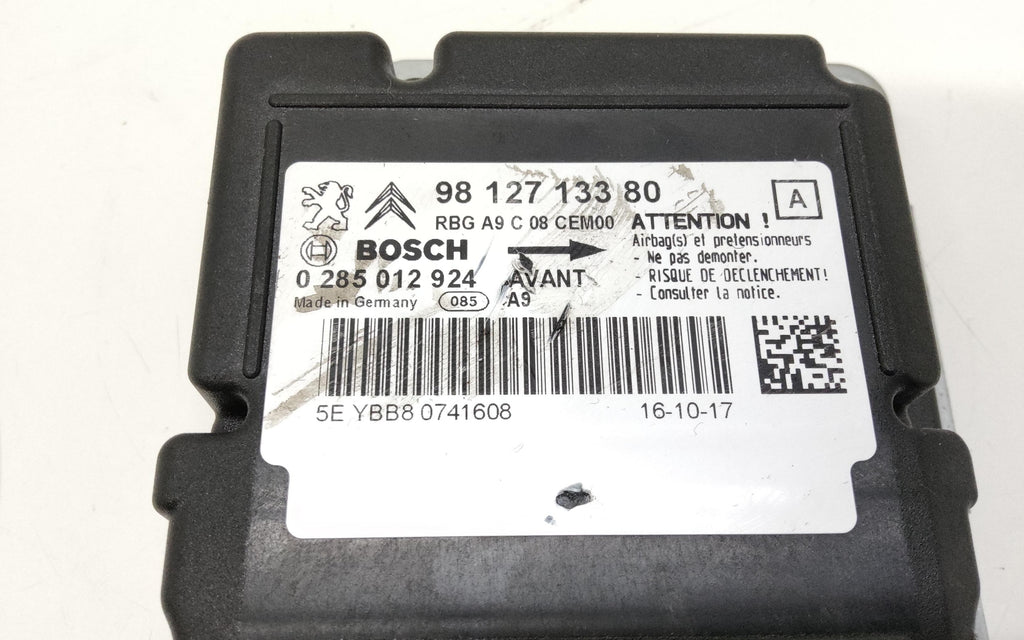 98 127 133 80
A
RBG A9 C 08 CEM00
ATTENTION !
Airbag(s) et pretensionneurs
- Ne pas demonter.
- RISQUE DE DECLENCHEMENT!
- Consulter la notice.
BOSCH
0 285 012 924
AVANT
Made in Germany
085
A9
5E YBB8 0741608
16-10-17